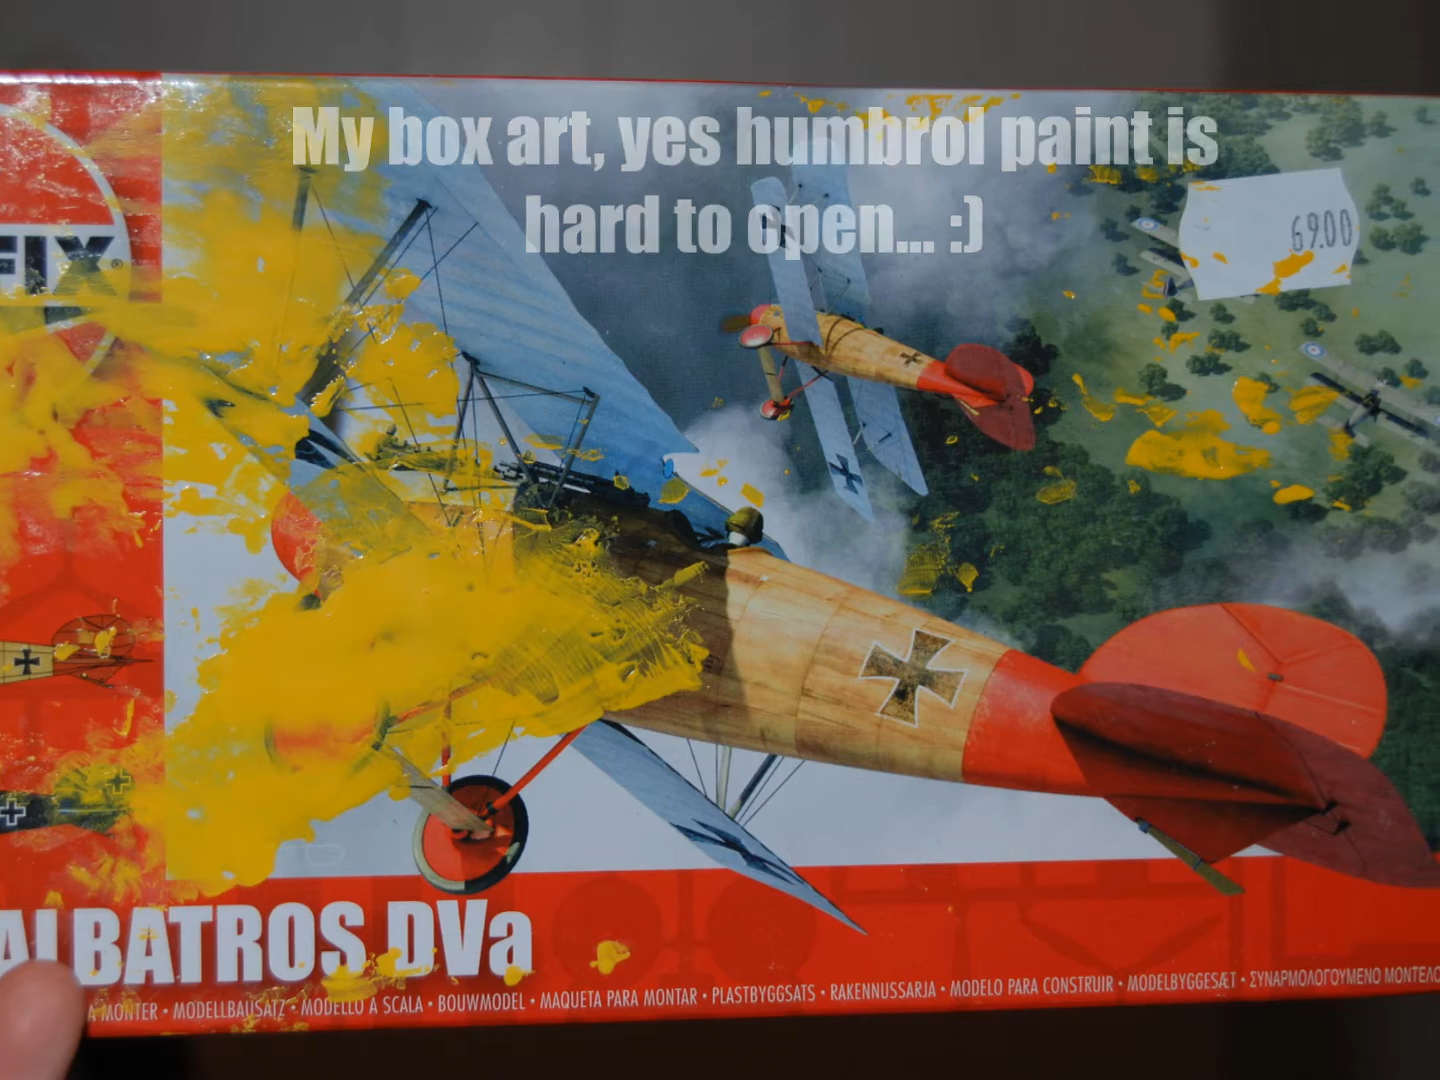 My box art, yes humbrol paint is
hard to open... :)
69.00
FIX
ALBATROS DVa
A MONTER • MODELLBAUSATZ • MODELLO A SCALA • BOUWMODEL • MAQUETA PARA MONTAR • PLASTBYGGSATS • RAKENNUSSARJA • MODELO PARA CONSTRUIR • MODELBYGGESÆT • ΣΥΝΑΡΜΟΛΟΓΟΥΜΕΝΟ ΜΟΝΤΕΛΟ